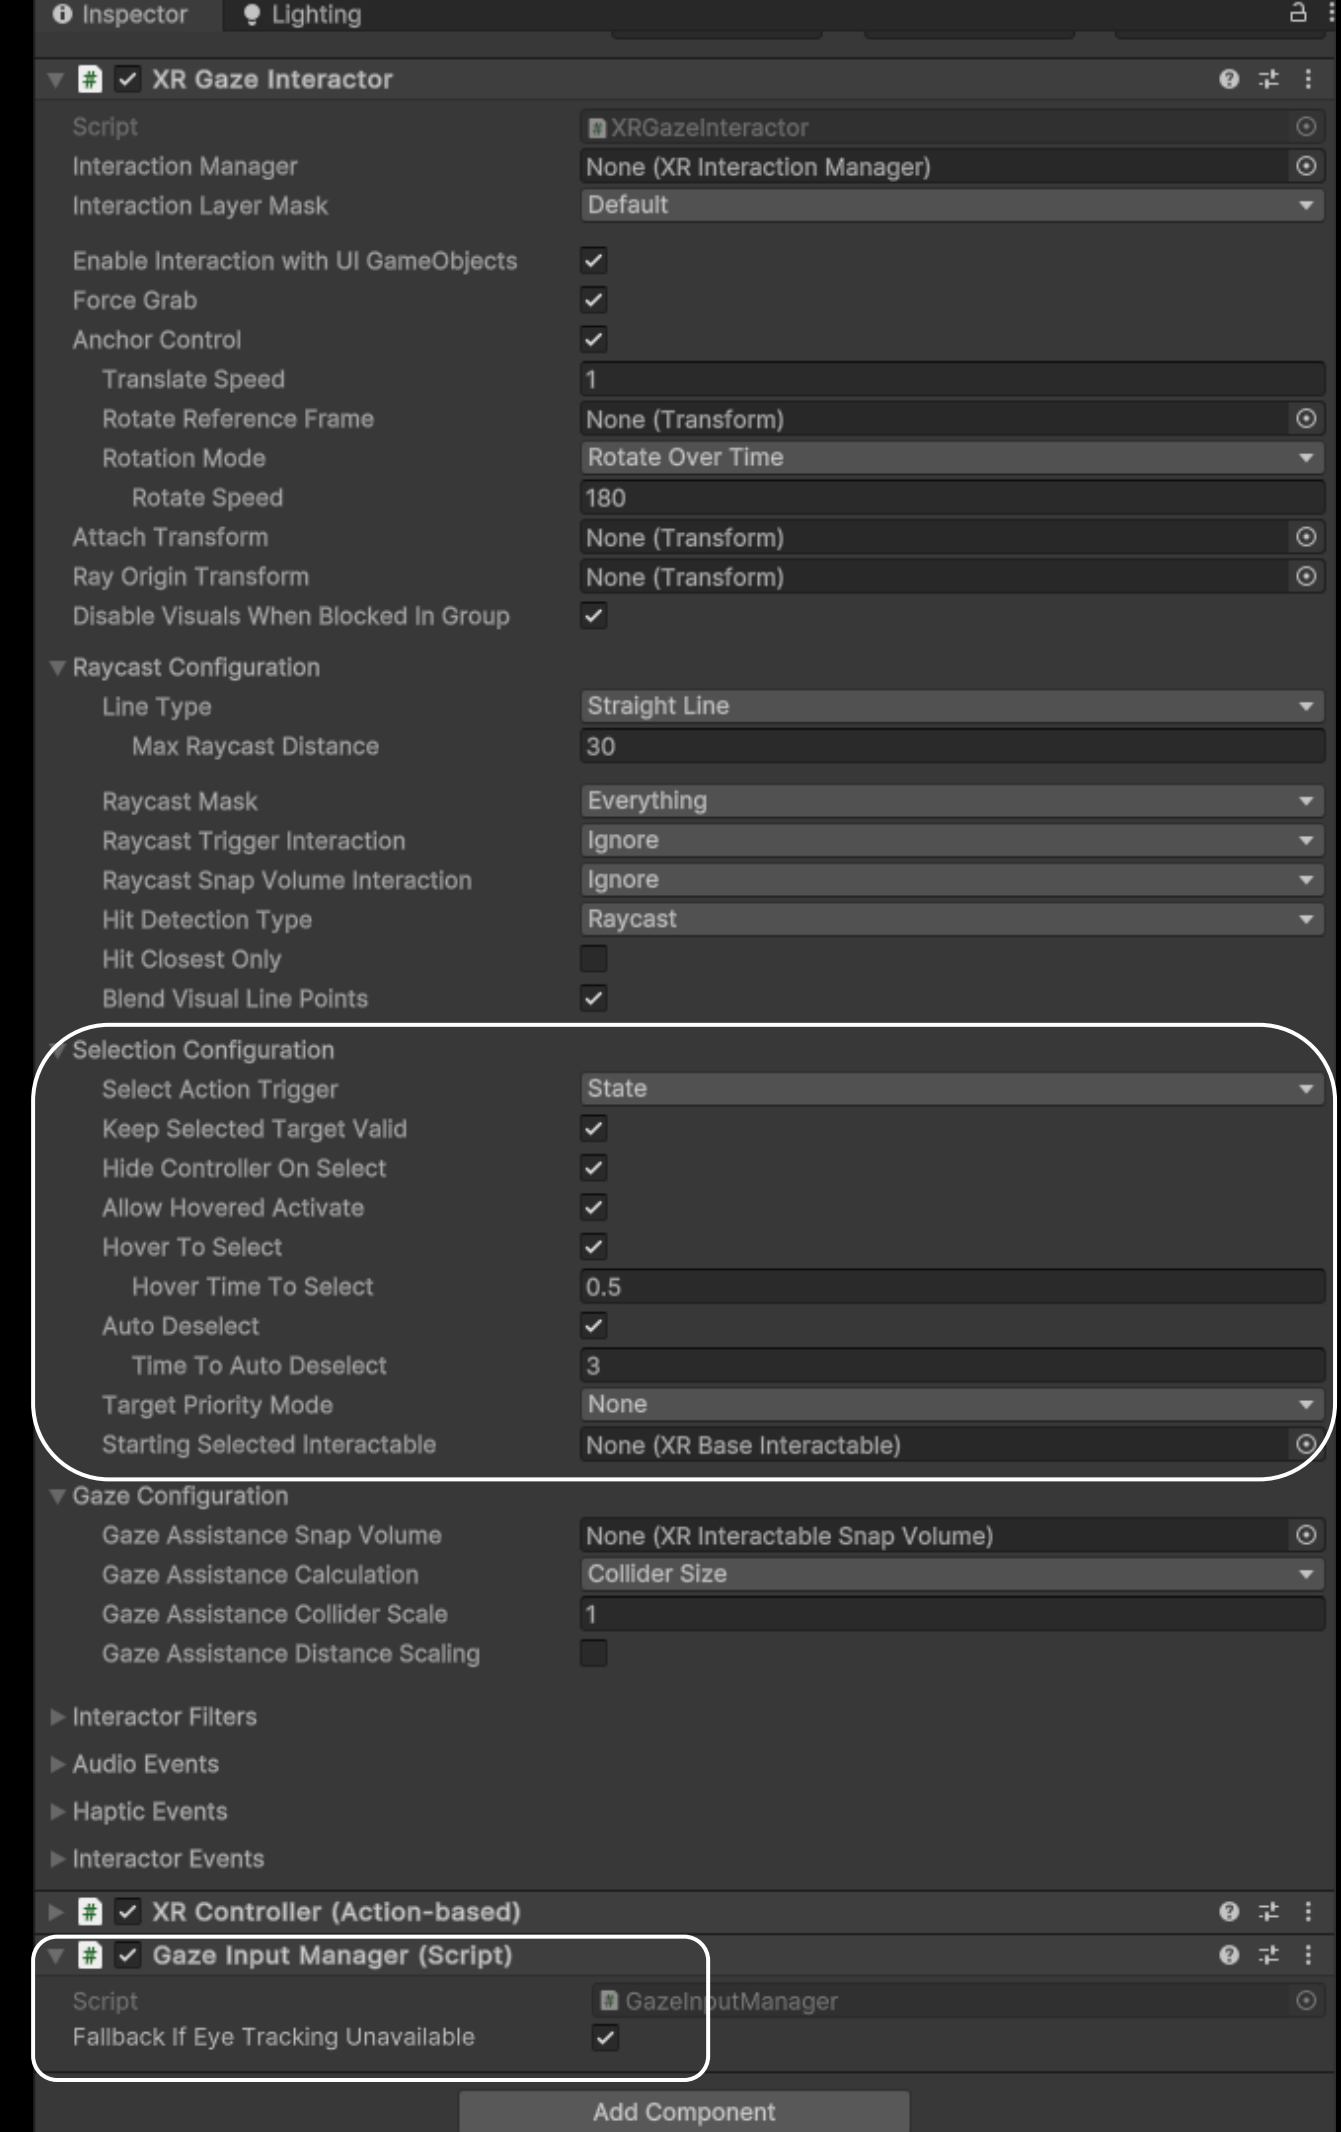 Inspector Lighting
# XR Gaze Interactor
Script # XRGazeInteractor
Interaction Manager None (XR Interaction Manager)
Interaction Layer Mask Default
Enable Interaction with UI GameObjects
Force Grab
Anchor Control
Translate Speed 1
Rotate Reference Frame None (Transform)
Rotation Mode Rotate Over Time
Rotate Speed 180
Attach Transform None (Transform)
Ray Origin Transform None (Transform)
Disable Visuals When Blocked In Group
Raycast Configuration
Line Type Straight Line
Max Raycast Distance 30
Raycast Mask Everything
Raycast Trigger Interaction Ignore
Raycast Snap Volume Interaction Ignore
Hit Detection Type Raycast
Hit Closest Only
Blend Visual Line Points
Selection Configuration
Select Action Trigger State
Keep Selected Target Valid
Hide Controller On Select
Allow Hovered Activate
Hover To Select
Hover Time To Select 0.5
Auto Deselect
Time To Auto Deselect 3
Target Priority Mode None
Starting Selected Interactable None (XR Base Interactable)
Gaze Configuration
Gaze Assistance Snap Volume None (XR Interactable Snap Volume)
Gaze Assistance Calculation Collider Size
Gaze Assistance Collider Scale 1
Gaze Assistance Distance Scaling
Interactor Filters
Audio Events
Haptic Events
Interactor Events
# XR Controller (Action-based)
# Gaze Input Manager (Script)
Script # GazeInputManager
Fallback If Eye Tracking Unavailable
Add Component